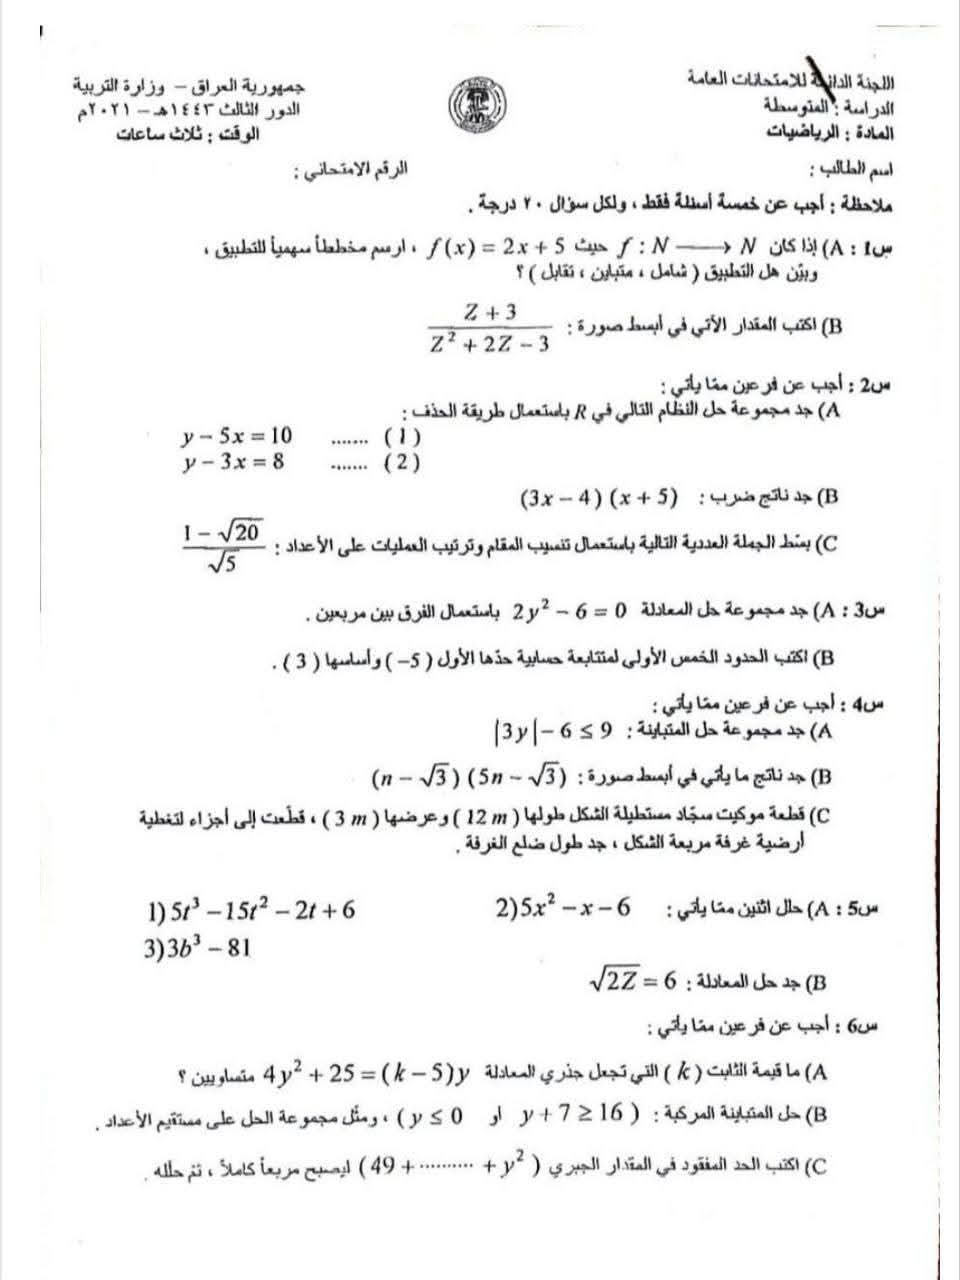 اللجنة الدائمة للامتحانات العامة
الدراسة : المتوسطة
المادة : الرياضيات
جمهورية العراق – وزارة التربية
الدور الثالث ١٤٤٣هـ – ٢٠٢١م
الوقت : ثلاث ساعات
اسم الطالب : الرقم الامتحاني :
ملاحظة : أجب عن خمسة أسئلة فقط ، ولكل سؤال ٢٠ درجة .
س1 : A) إذا كان f : N ⟶ N حيث f(x) = 2x + 5 ، ارسم مخططاً سهمياً للتطبيق ،
وبيّن هل التطبيق ( شامل ، متباين ، تقابل ) ؟
B) اكتب المقدار الآتي في أبسط صورة : (Z + 3) / (Z² + 2Z – 3)
س2 : أجب عن فرعين ممّا يأتي :
A) جد مجموعة حل النظام التالي في R باستعمال طريقة الحذف :
y – 5x = 10 ....... (1)
y – 3x = 8 ....... (2)
B) جد ناتج ضرب : (3x – 4) (x + 5)
C) بسّط الجملة العددية التالية باستعمال تنسيب المقام وترتيب العمليات على الأعداد : (1 – √20) / √5
س3 : A) جد مجموعة حل المعادلة 2y² – 6 = 0 باستعمال الفرق بين مربعين .
B) اكتب الحدود الخمس الأولى لمتتابعة حسابية حدّها الأول ( –5 ) وأساسها ( 3 ) .
س4 : أجب عن فرعين ممّا يأتي :
A) جد مجموعة حل المتباينة : |3y| – 6 ≤ 9
B) جد ناتج ما يأتي في أبسط صورة : (n – √3) (5n – √3)
C) قطعة موكيت سجّاد مستطيلة الشكل طولها ( 12 m ) وعرضها ( 3 m ) ، قطّعت إلى أجزاء لتغطية
أرضية غرفة مربعة الشكل ، جد طول ضلع الغرفة .
س5 : A) حلل اثنين ممّا يأتي : 2) 5x² – x – 6 1) 5t³ – 15t² – 2t + 6
3) 3b³ – 81
B) جد حل المعادلة : √2Z = 6
س6 : أجب عن فرعين ممّا يأتي :
A) ما قيمة الثابت ( k ) التي تجعل جذري المعادلة 4y² + 25 = (k – 5)y متساويين ؟
B) حل المتباينة المركبة : ( y + 7 ≥ 16 او y ≤ 0 ) ، ومثّل مجموعة الحل على مستقيم الأعداد .
C) اكتب الحد المفقود في المقدار الجبري ( y² + .......... + 49 ) ليصبح مربعاً كاملاً ، ثم حلّله .